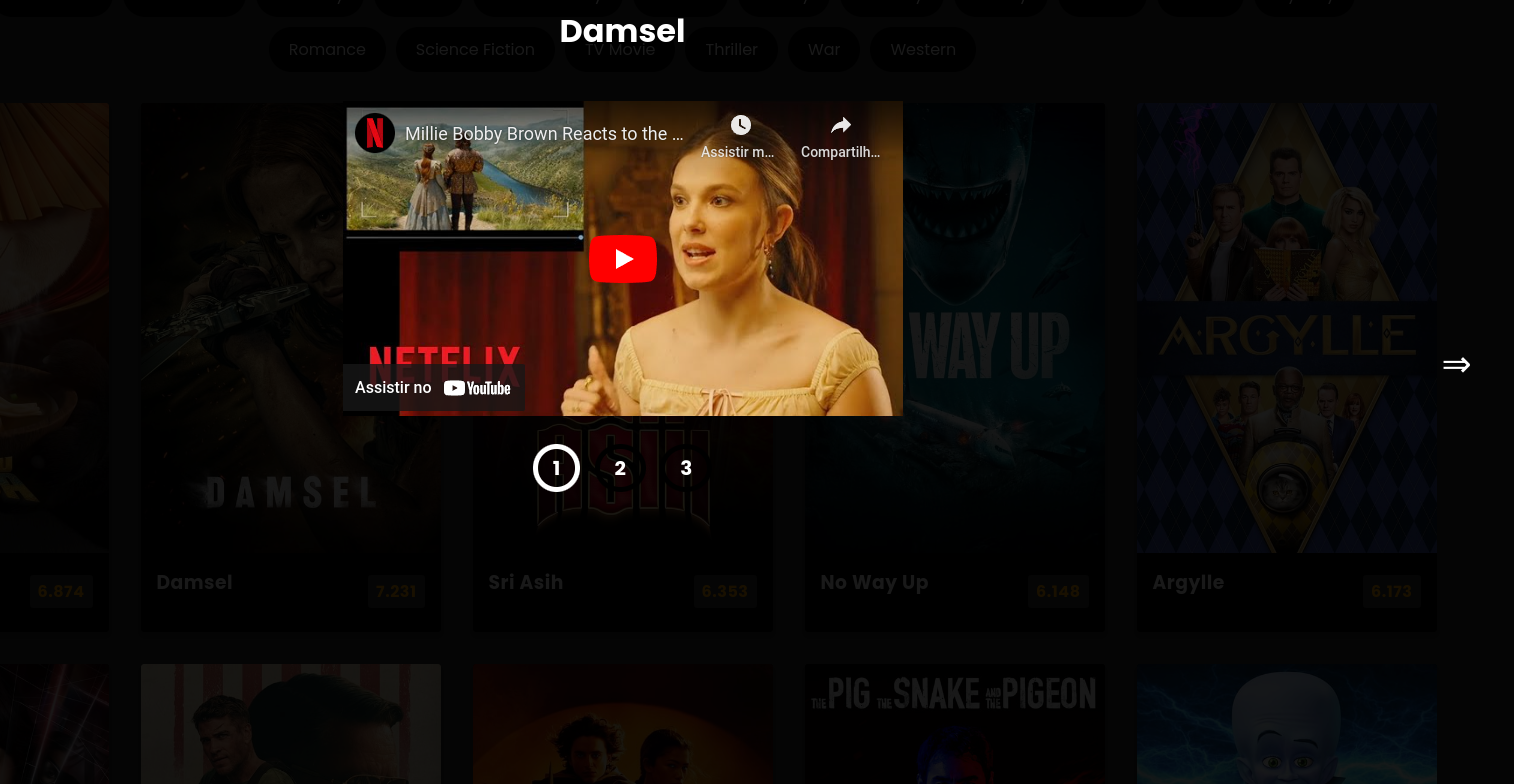 Damsel
Romance
Science Fiction
TV Movie
Thriller
War
Western
Millie Bobby Brown Reacts to the ...
Assistir m...
Compartilh...
NETFLIX
Assistir no YouTube
WAY UP
ARGYLLE
1
2
3
DAMSEL
ASIH
6.874
Damsel
7.231
Sri Asih
6.353
No Way Up
6.148
Argylle
6.173
THE PIG THE SNAKE AND THE PIGEON